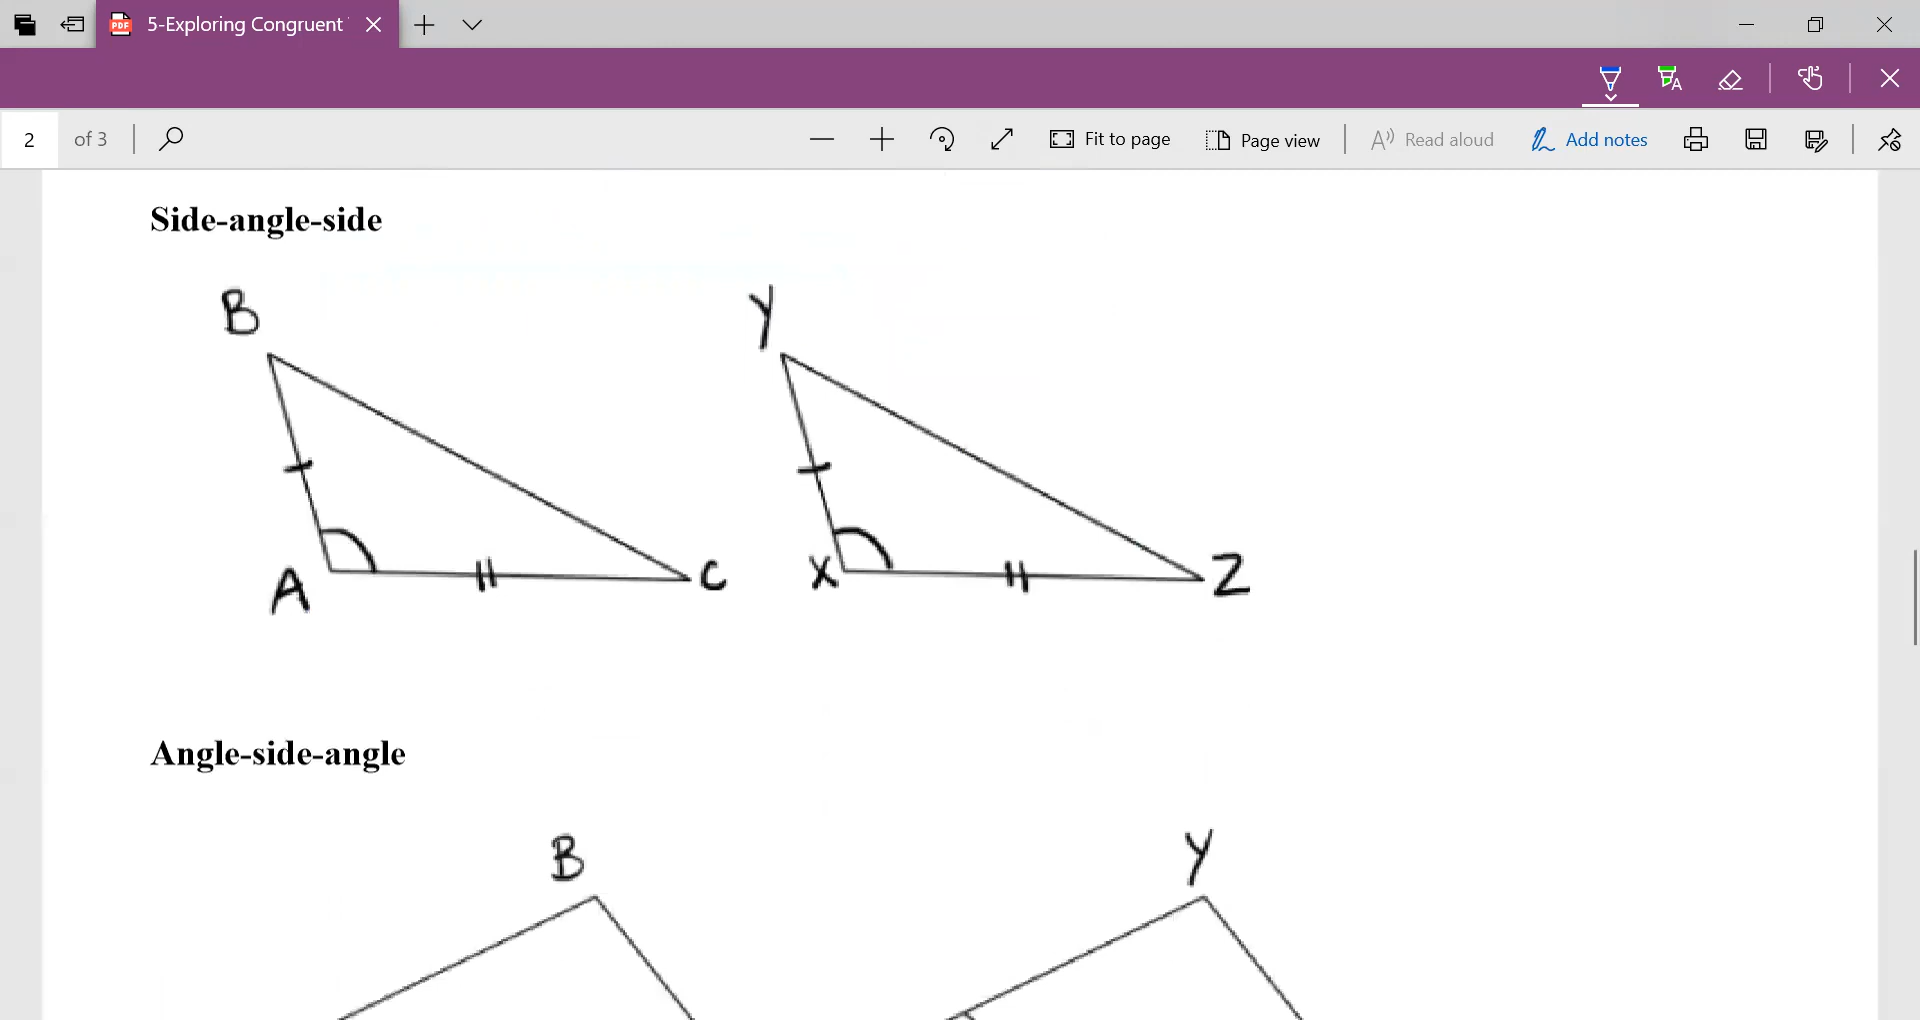 5-Exploring Congruent
2 of 3 Fit to page Page view Read aloud Add notes
Side-angle-side
B Y
A C X Z
Angle-side-angle
B Y